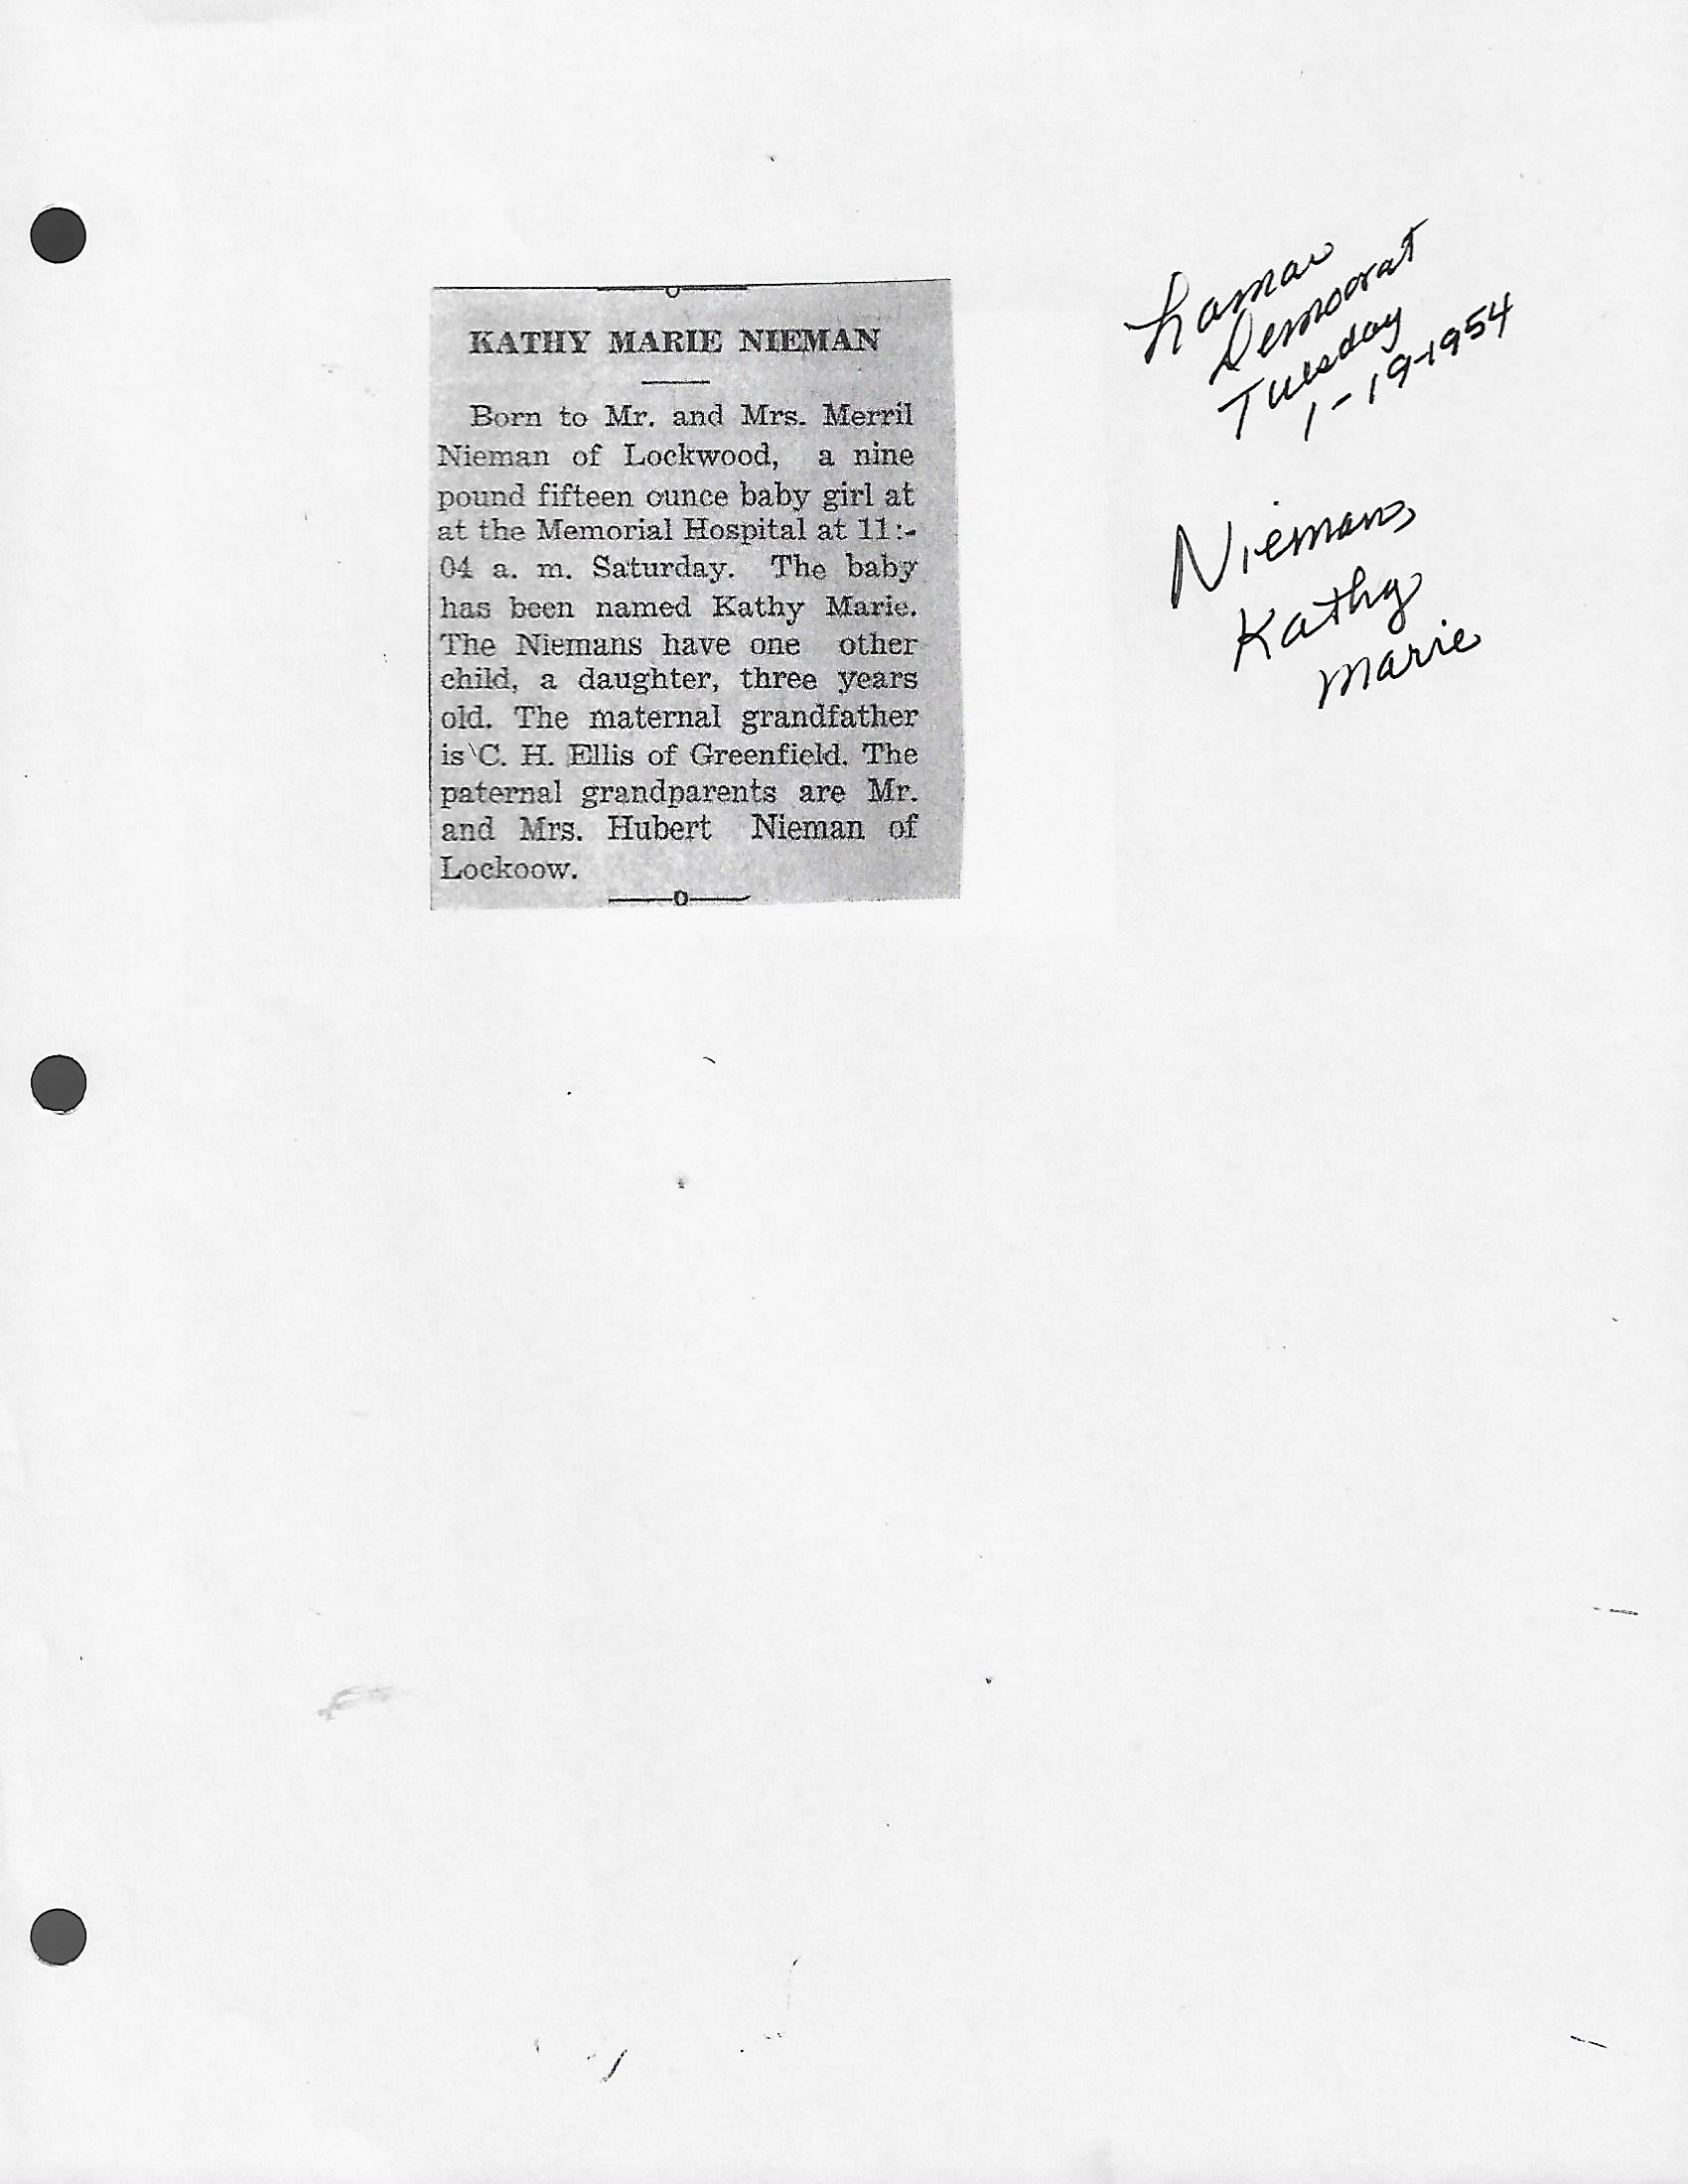 KATHY MARIE NIEMAN
Born to Mr. and Mrs. Merril
Nieman of Lockwood, a nine
pound fifteen ounce baby girl at
at the Memorial Hospital at 11:-
04 a. m. Saturday. The baby
has been named Kathy Marie.
The Niemans have one other
child, a daughter, three years
old. The maternal grandfather
is C. H. Ellis of Greenfield. The
paternal grandparents are Mr.
and Mrs. Hubert Nieman of
Lockoow.
Lamar
Democrat
Tuesday
1-19-1954
Niemans,
Kathy
Marie